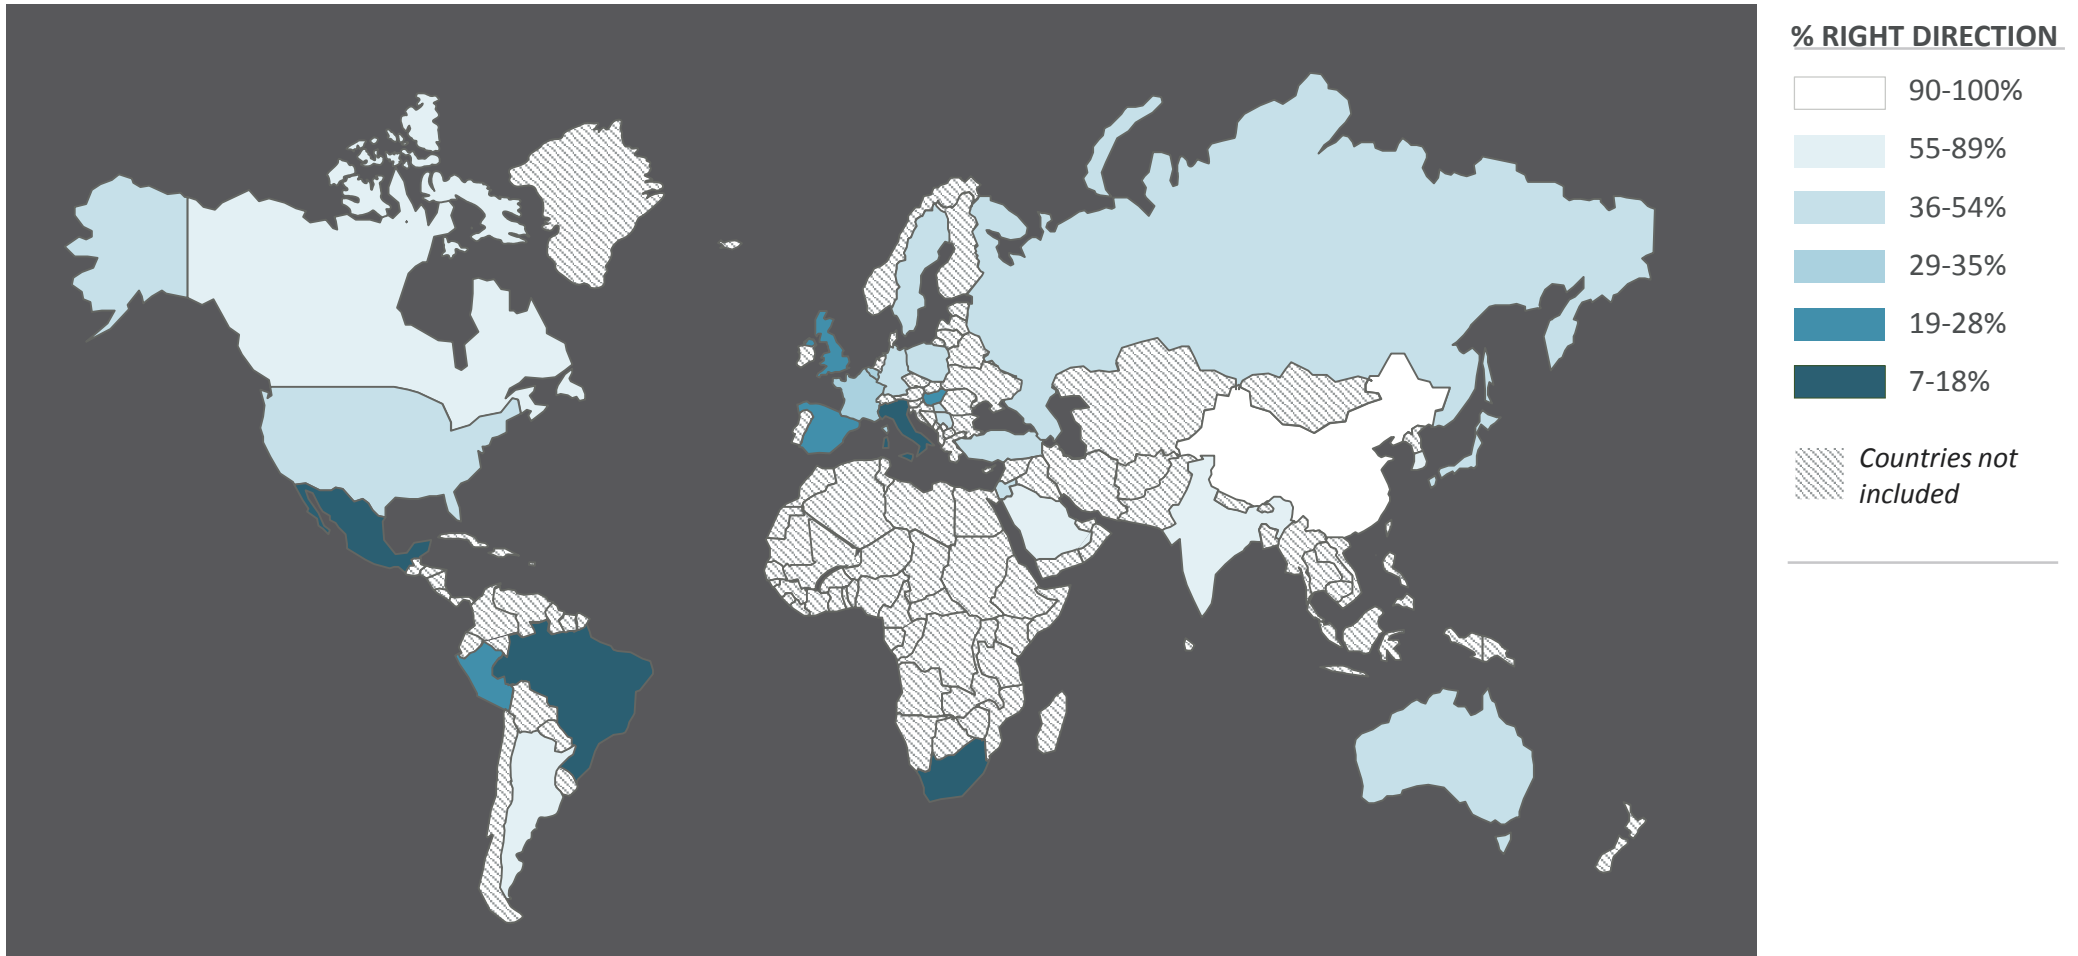 % RIGHT DIRECTION
90-100%
55-89%
36-54%
29-35%
19-28%
7-18%
Countries not
included